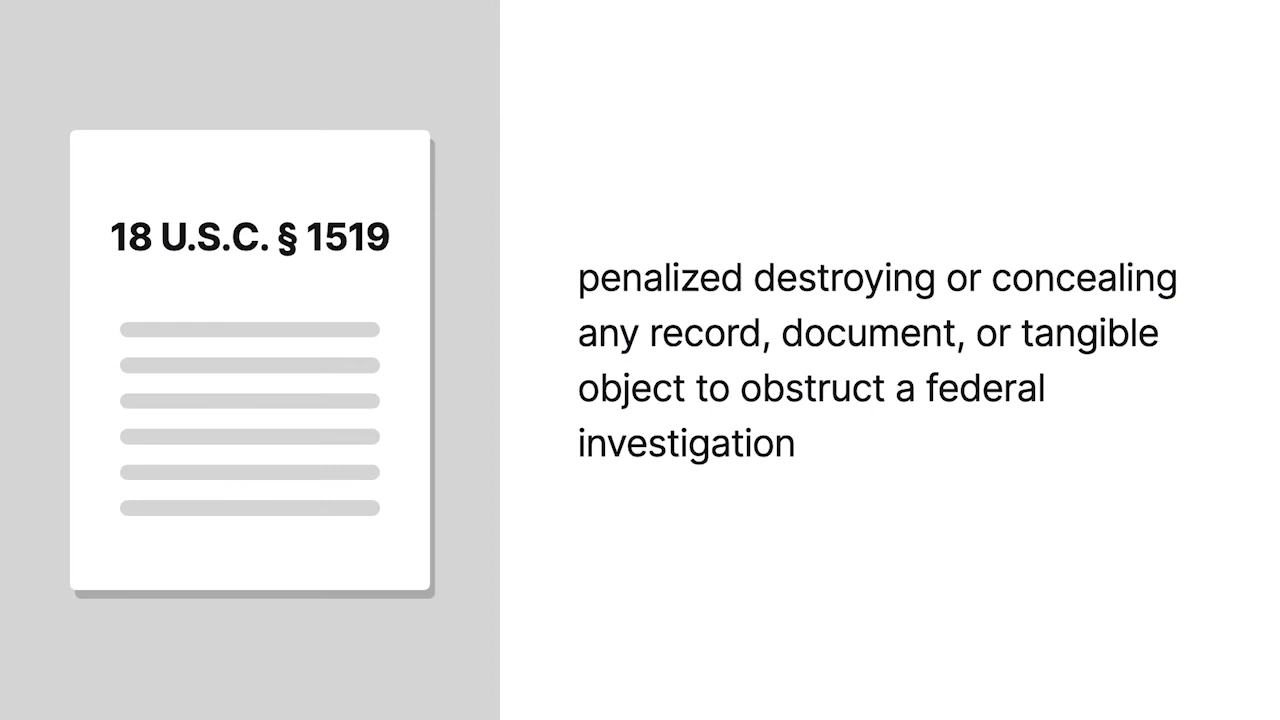 18 U.S.C. § 1519
penalized destroying or concealing
any record, document, or tangible
object to obstruct a federal
investigation